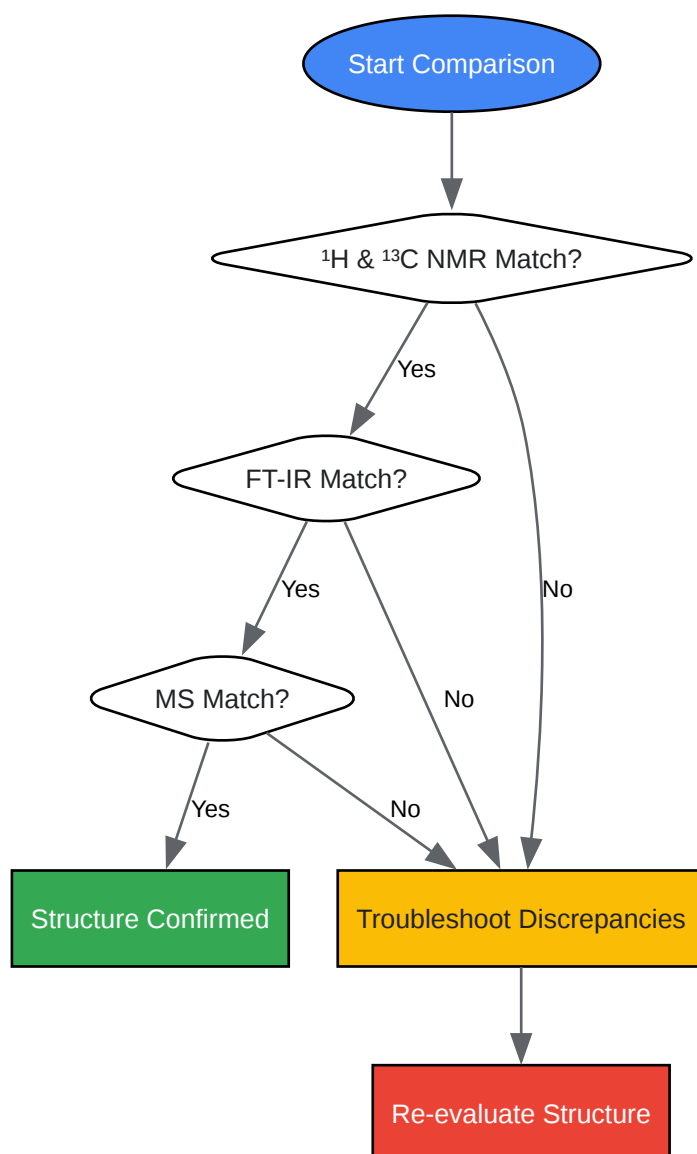 Start Comparison
¹H & ¹³C NMR Match?
Yes
FT-IR Match?
Yes
No
MS Match?
No
Yes
No
Structure Confirmed
Troubleshoot Discrepancies
Re-evaluate Structure